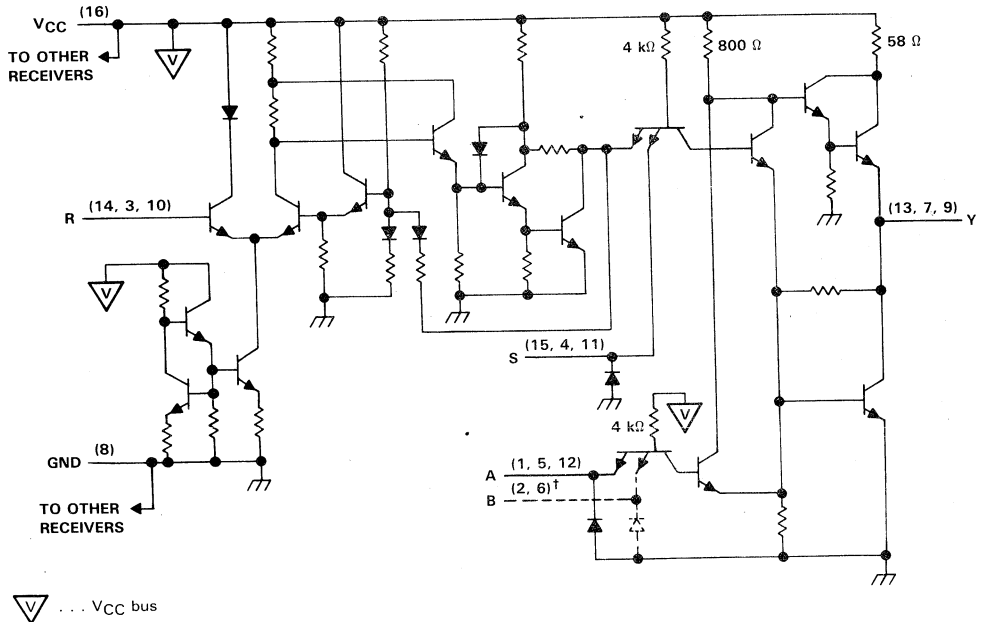 VCC (16)
TO OTHER
RECEIVERS
V
4 kΩ
800 Ω
58 Ω
R (14, 3, 10)
(13, 7, 9) Y
V
S (15, 4, 11)
V
4 kΩ
GND (8)
A (1, 5, 12)
B (2, 6)†
TO OTHER
RECEIVERS
V . . . VCC bus